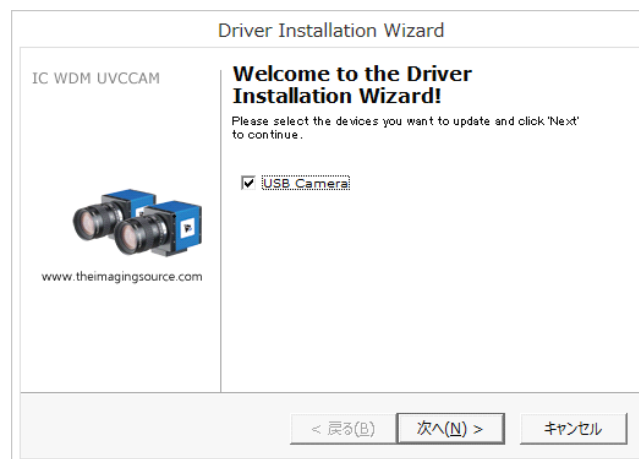 Driver Installation Wizard
IC WDM UVCCAM
www.theimagingsource.com
Welcome to the Driver
Installation Wizard!
Please select the devices you want to update and click 'Next'
to continue.
USB Camera
< 戻る(B)
次へ(N) >
キャンセル